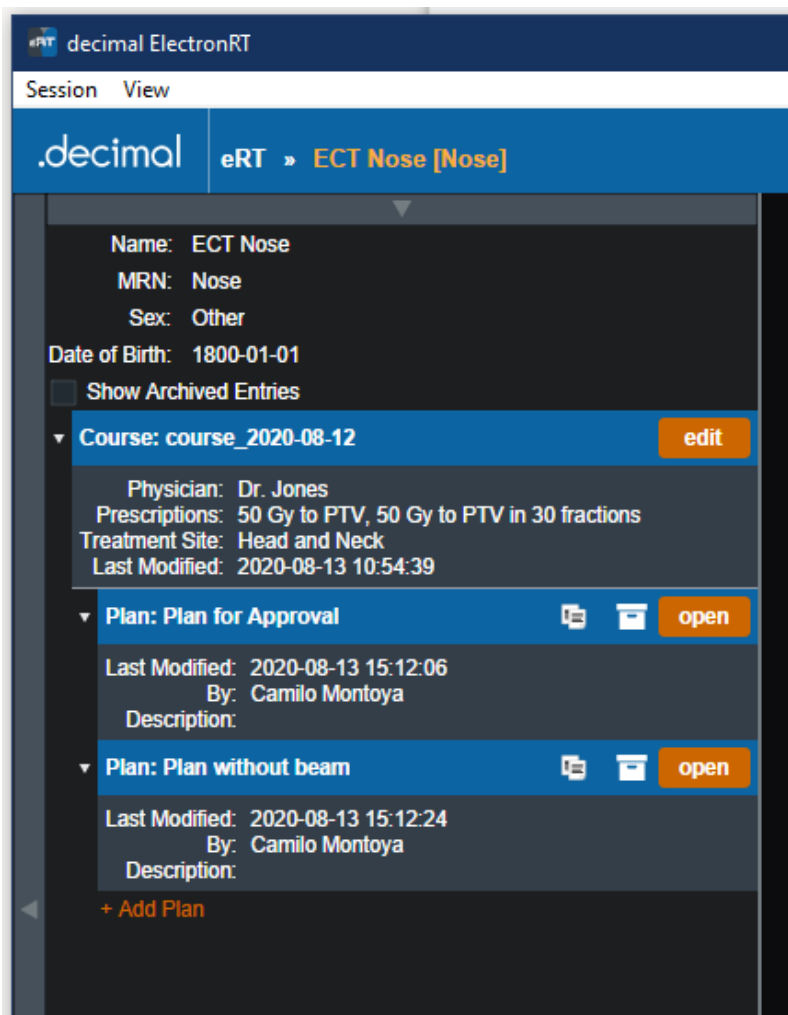 eRT decimal ElectronRT
Session View
.decimal eRT » ECT Nose [Nose]
Name: ECT Nose
MRN: Nose
Sex: Other
Date of Birth: 1800-01-01
Show Archived Entries
Course: course_2020-08-12 edit
Physician: Dr. Jones
Prescriptions: 50 Gy to PTV, 50 Gy to PTV in 30 fractions
Treatment Site: Head and Neck
Last Modified: 2020-08-13 10:54:39
Plan: Plan for Approval open
Last Modified: 2020-08-13 15:12:06
By: Camilo Montoya
Description:
Plan: Plan without beam open
Last Modified: 2020-08-13 15:12:24
By: Camilo Montoya
Description:
+ Add Plan